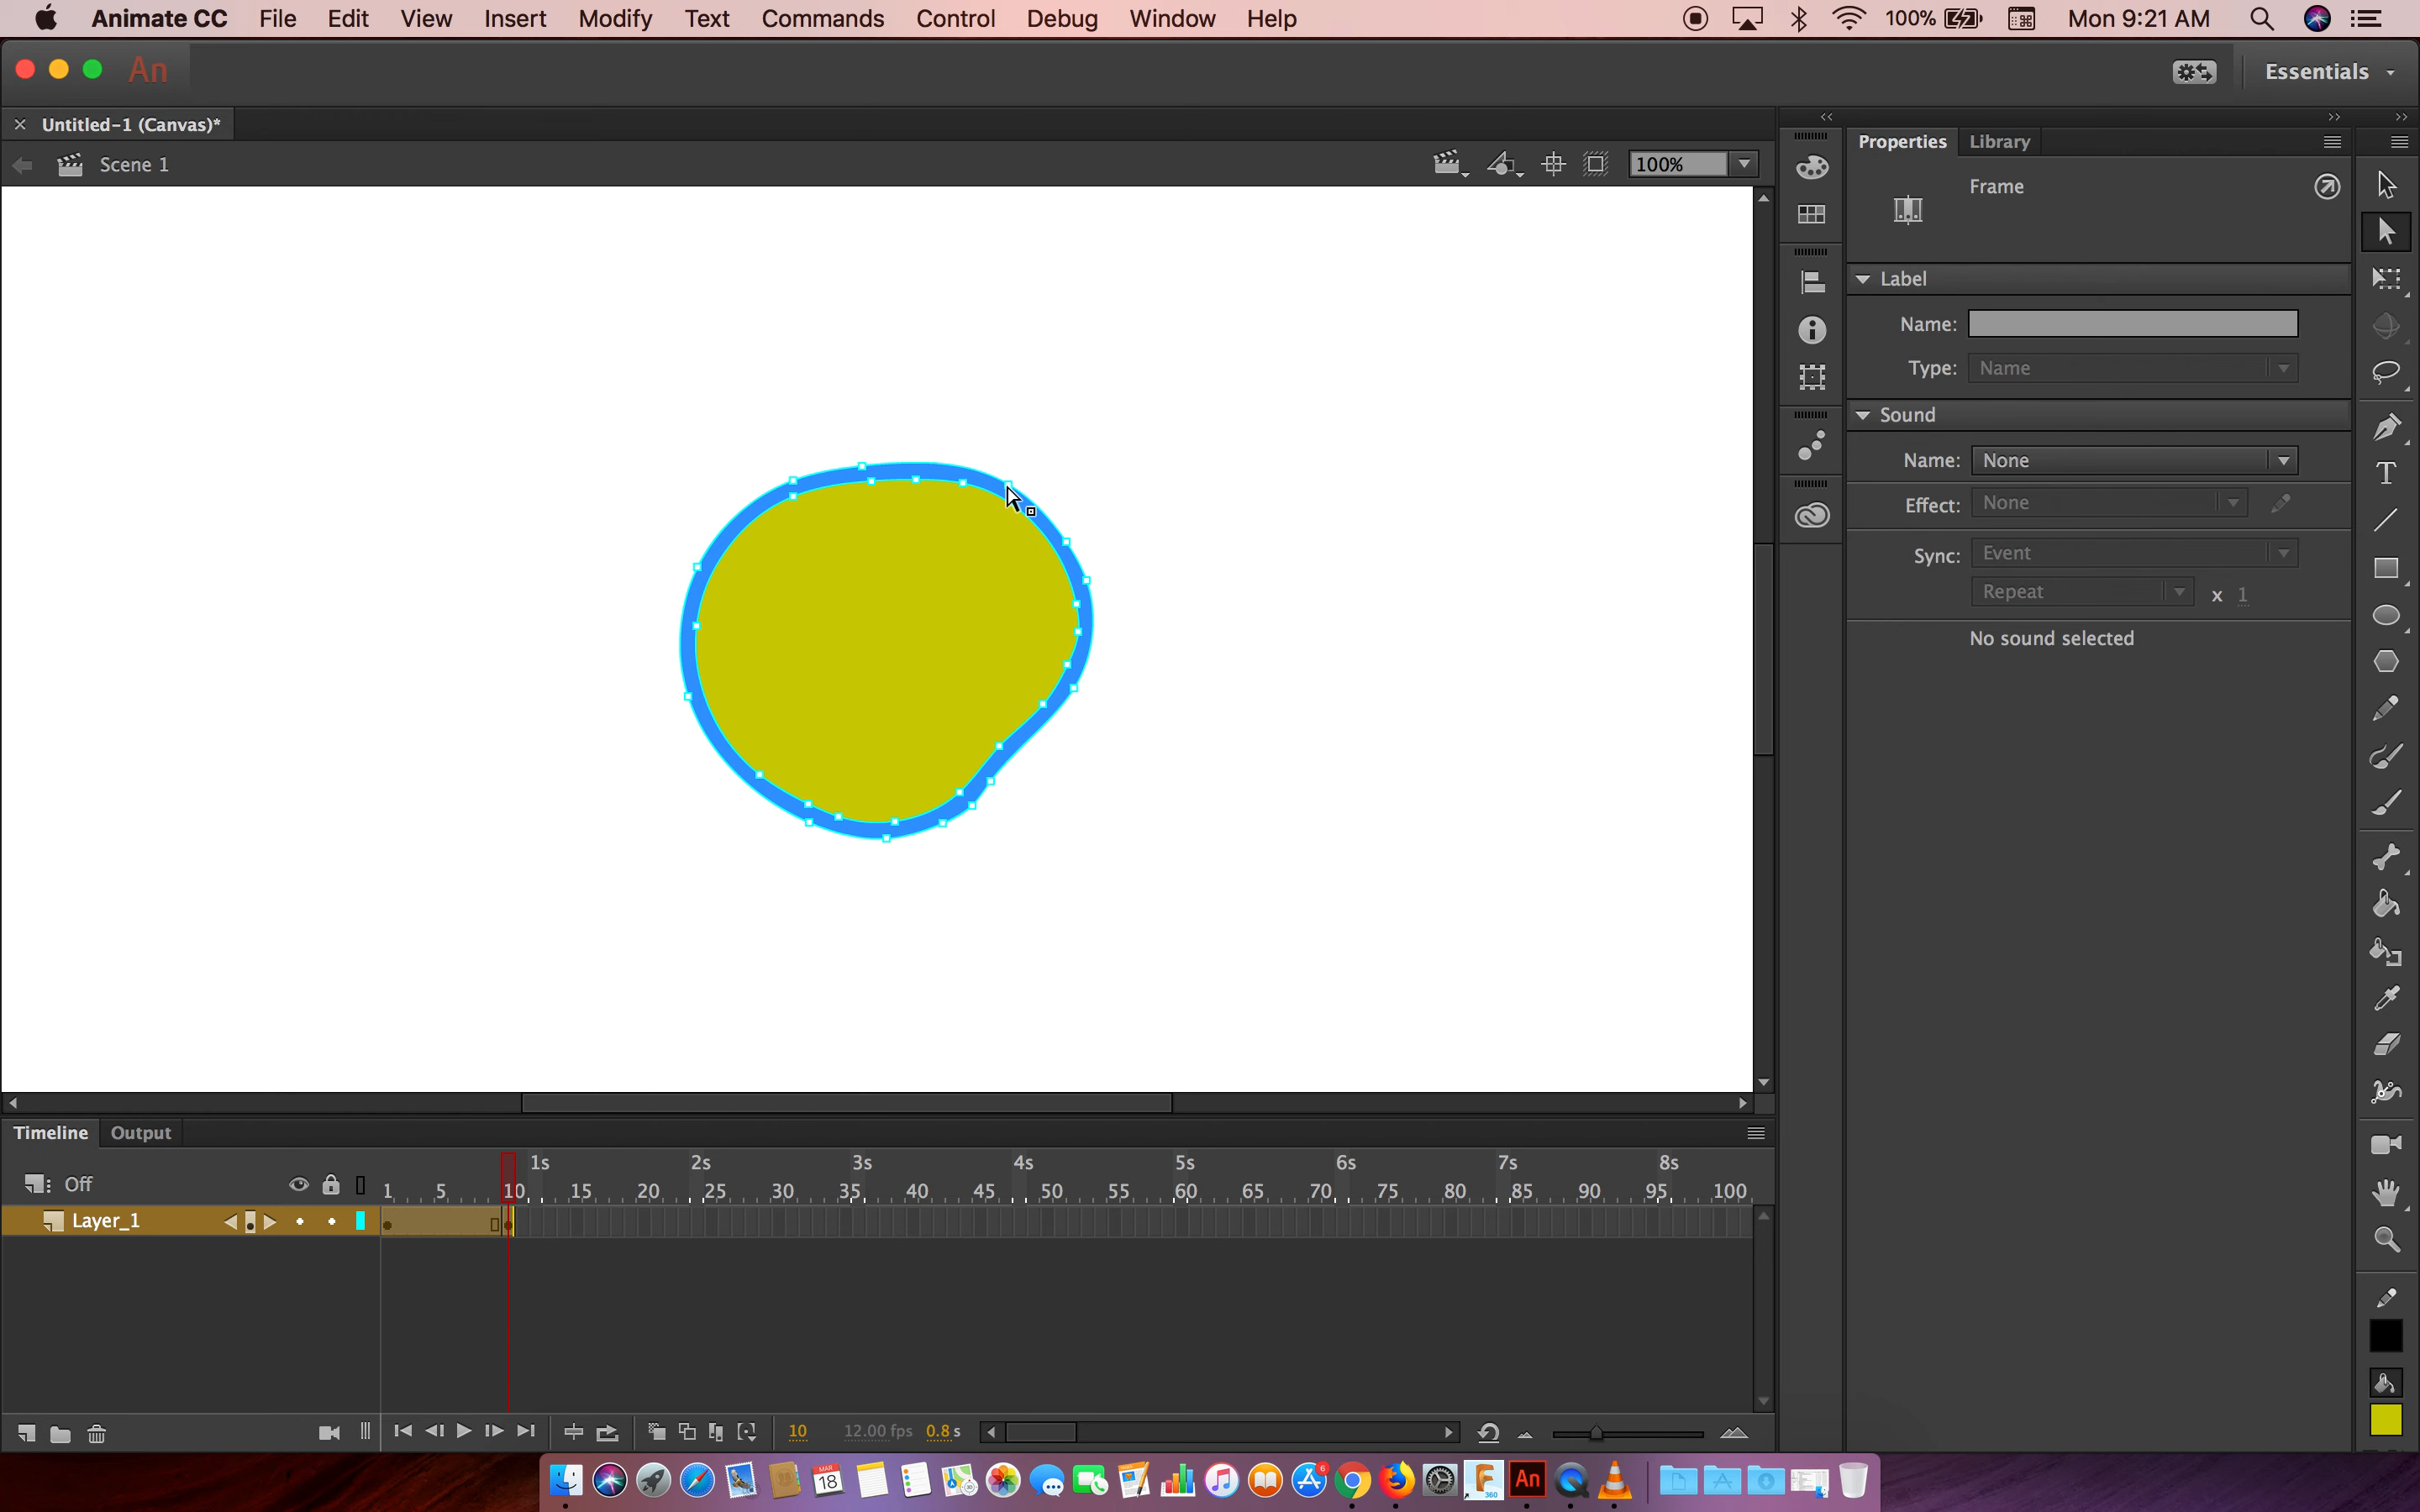 Animate CC File Edit View Insert Modify Text Commands Control Debug Window Help 100% Mon 9:21 AM
An Essentials
Untitled-1 (Canvas)*
Properties Library
Scene 1 100%
Frame
Label
Name:
Type: Name
Sound
Name: None
Effect: None
Sync: Event
Repeat x 1
No sound selected
T
Timeline Output
1s 2s 3s 4s 5s 6s 7s 8s
Off 1 5 10 15 20 25 30 35 40 45 50 55 60 65 70 75 80 85 90 95 100
Layer_1
10 12.00 fps 0.8 s
MAR
18
6
F
360
An